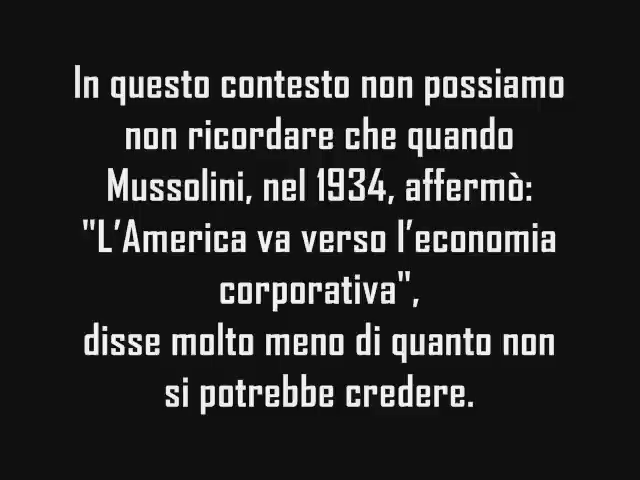 In questo contesto non possiamo
non ricordare che quando
Mussolini, nel 1934, affermò:
"L’America va verso l’economia
corporativa",
disse molto meno di quanto non
si potrebbe credere.